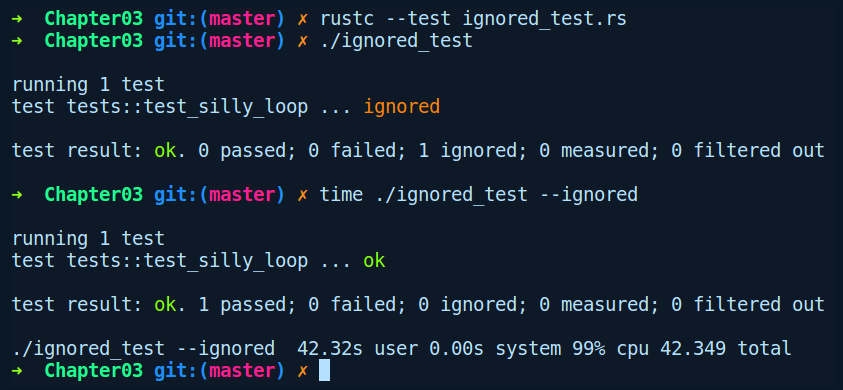 ➜  Chapter03 git:(master) ✗ rustc --test ignored_test.rs
➜  Chapter03 git:(master) ✗ ./ignored_test
running 1 test
test tests::test_silly_loop ... ignored
test result: ok. 0 passed; 0 failed; 1 ignored; 0 measured; 0 filtered out
➜  Chapter03 git:(master) ✗ time ./ignored_test --ignored
running 1 test
test tests::test_silly_loop ... ok
test result: ok. 1 passed; 0 failed; 0 ignored; 0 measured; 0 filtered out
./ignored_test --ignored  42.32s user 0.00s system 99% cpu 42.349 total
➜  Chapter03 git:(master) ✗